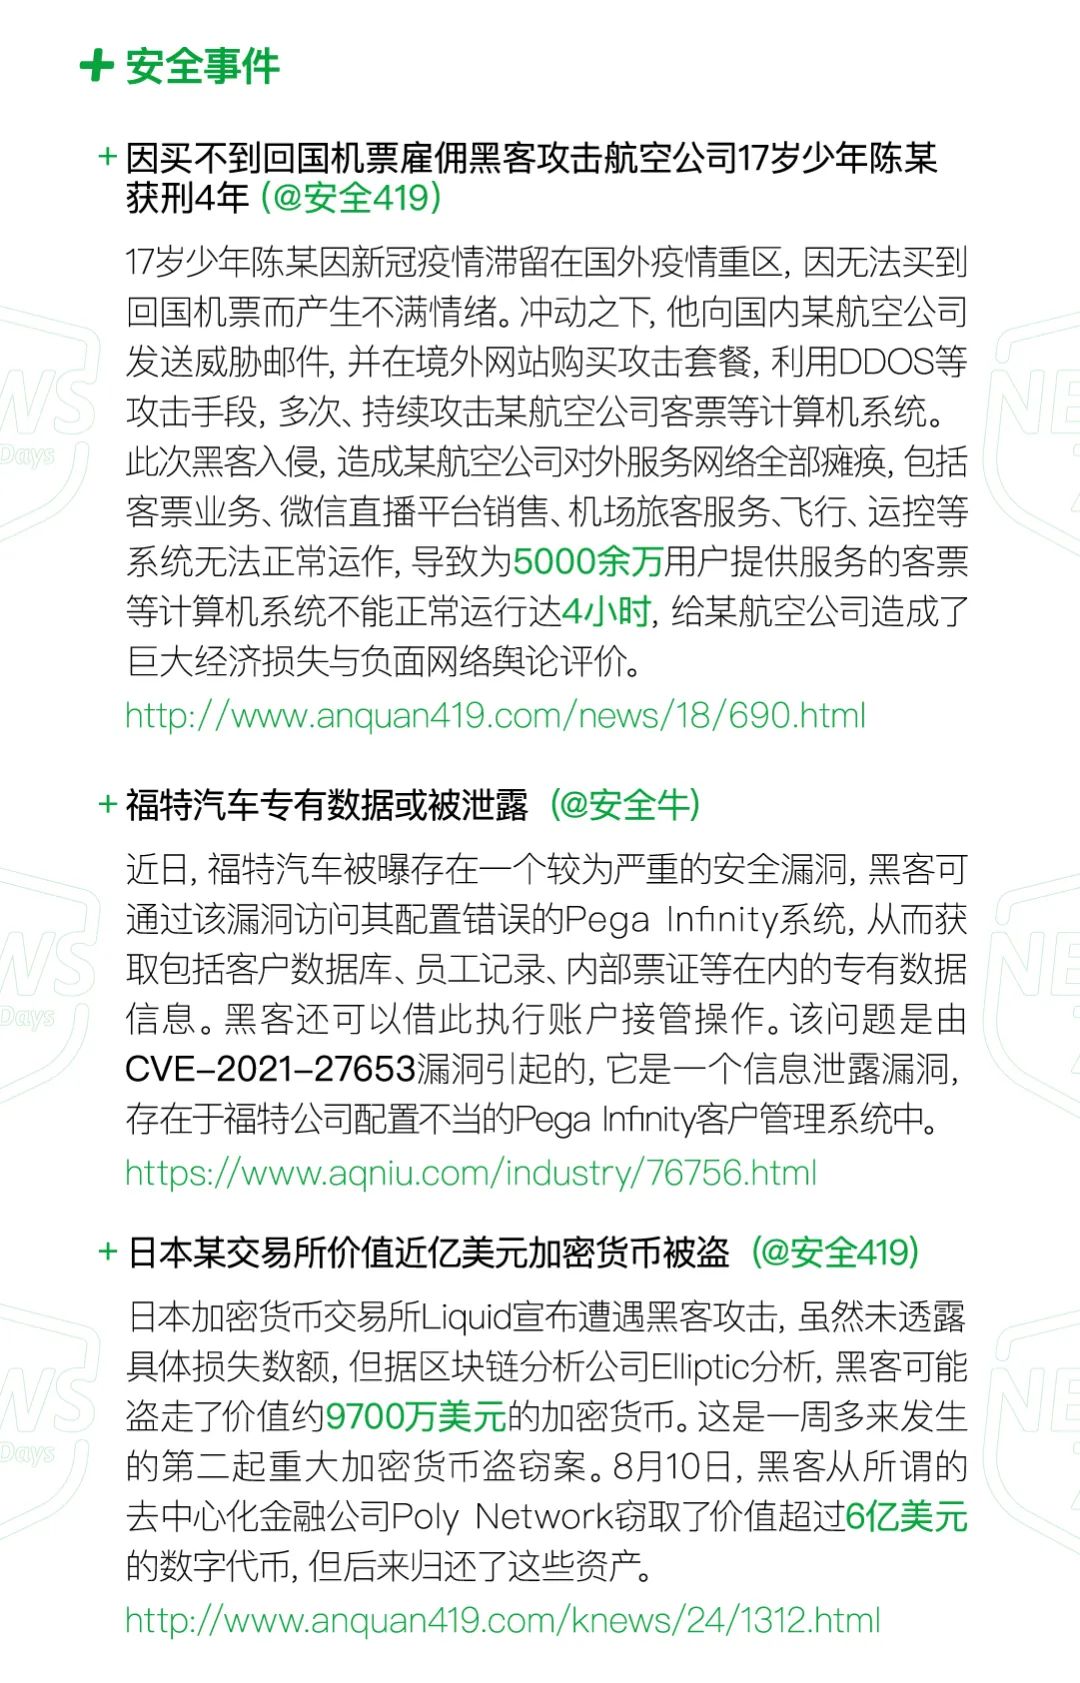 安全事件
+ 因买不到回国机票雇佣黑客攻击航空公司17岁少年陈某
获刑4年 (@安全419)
17岁少年陈某因新冠疫情滞留在国外疫情重区, 因无法买到
回国机票而产生不满情绪。冲动之下, 他向国内某航空公司
发送威胁邮件, 并在境外网站购买攻击套餐, 利用DDOS等
攻击手段, 多次、持续攻击某航空公司客票等计算机系统。
此次黑客入侵, 造成某航空公司对外服务网络全部瘫痪, 包括
客票业务、微信直播平台销售、机场旅客服务、飞行、运控等
系统无法正常运作, 导致为5000余万用户提供服务的客票
等计算机系统不能正常运行达4小时, 给某航空公司造成了
巨大经济损失与负面网络舆论评价。
http://www.anquan419.com/news/18/690.html
+ 福特汽车专有数据或被泄露 (@安全牛)
近日, 福特汽车被曝存在一个较为严重的安全漏洞, 黑客可
通过该漏洞访问其配置错误的Pega Infinity系统, 从而获
取包括客户数据库、员工记录、内部票证等在内的专有数据
信息。黑客还可以借此执行账户接管操作。该问题是由
CVE-2021-27653漏洞引起的, 它是一个信息泄露漏洞,
存在于福特公司配置不当的Pega Infinity客户管理系统中。
https://www.aqniu.com/industry/76756.html
+ 日本某交易所价值近亿美元加密货币被盗 (@安全419)
日本加密货币交易所Liquid宣布遭遇黑客攻击, 虽然未透露
具体损失数额, 但据区块链分析公司Elliptic分析, 黑客可能
盗走了价值约9700万美元的加密货币。这是一周多来发生
的第二起重大加密货币盗窃案。8月10日, 黑客从所谓的
去中心化金融公司Poly Network窃取了价值超过6亿美元
的数字代币, 但后来归还了这些资产。
http://www.anquan419.com/knews/24/1312.html